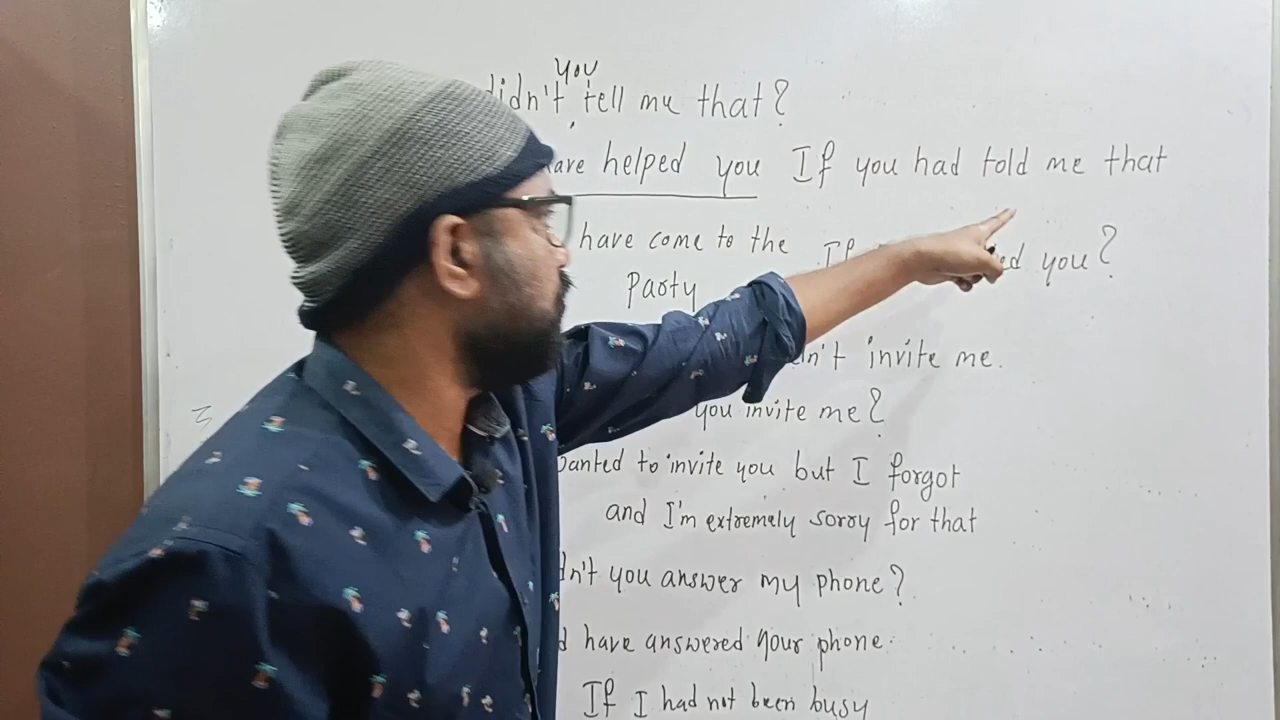 you
didn't, tell me that?
have helped you If you had told me that
have come to the If you?
Party
didn't invite me.
you invite me?
wanted to invite you but I forgot
and I'm extremely sorry for that
didn't you answer my phone?
have answered your phone.
If I had not been busy